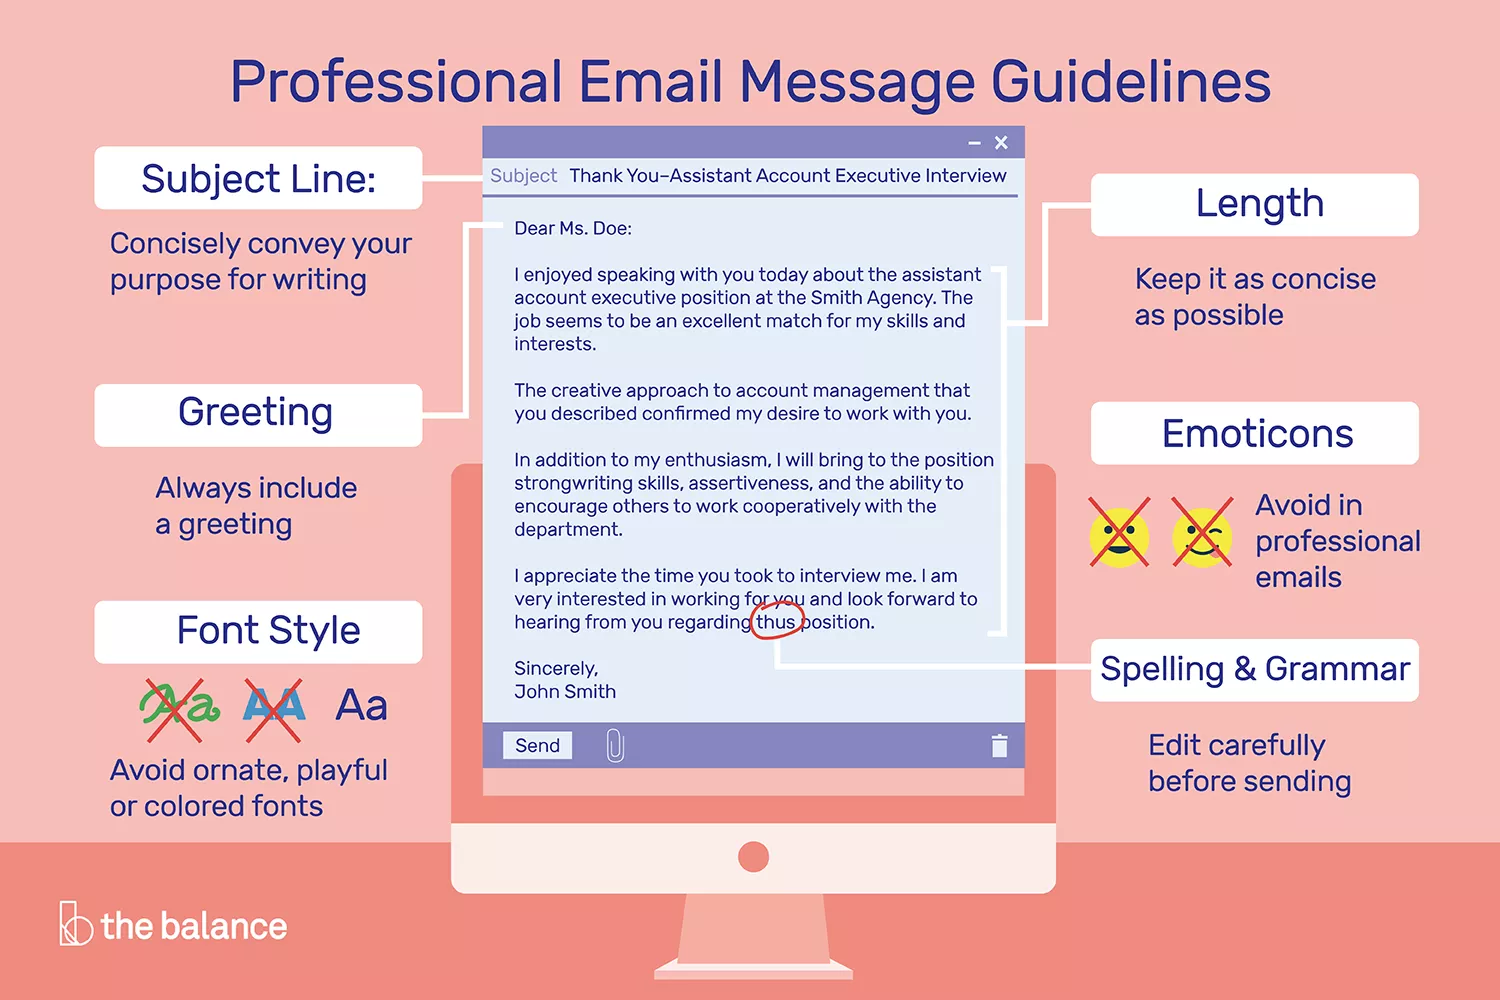 Professional Email Message Guidelines
Subject Line:
Concisely convey your
purpose for writing
Greeting
Always include
a greeting
Font Style
Aa AA Aa
Avoid ornate, playful
or colored fonts
Subject Thank You–Assistant Account Executive Interview
Dear Ms. Doe:
I enjoyed speaking with you today about the assistant
account executive position at the Smith Agency. The
job seems to be an excellent match for my skills and
interests.
The creative approach to account management that
you described confirmed my desire to work with you.
In addition to my enthusiasm, I will bring to the position
strongwriting skills, assertiveness, and the ability to
encourage others to work cooperatively with the
department.
I appreciate the time you took to interview me. I am
very interested in working for you and look forward to
hearing from you regarding thus position.
Sincerely,
John Smith
Send
Length
Keep it as concise
as possible
Emoticons
Avoid in
professional
emails
Spelling & Grammar
Edit carefully
before sending
the balance